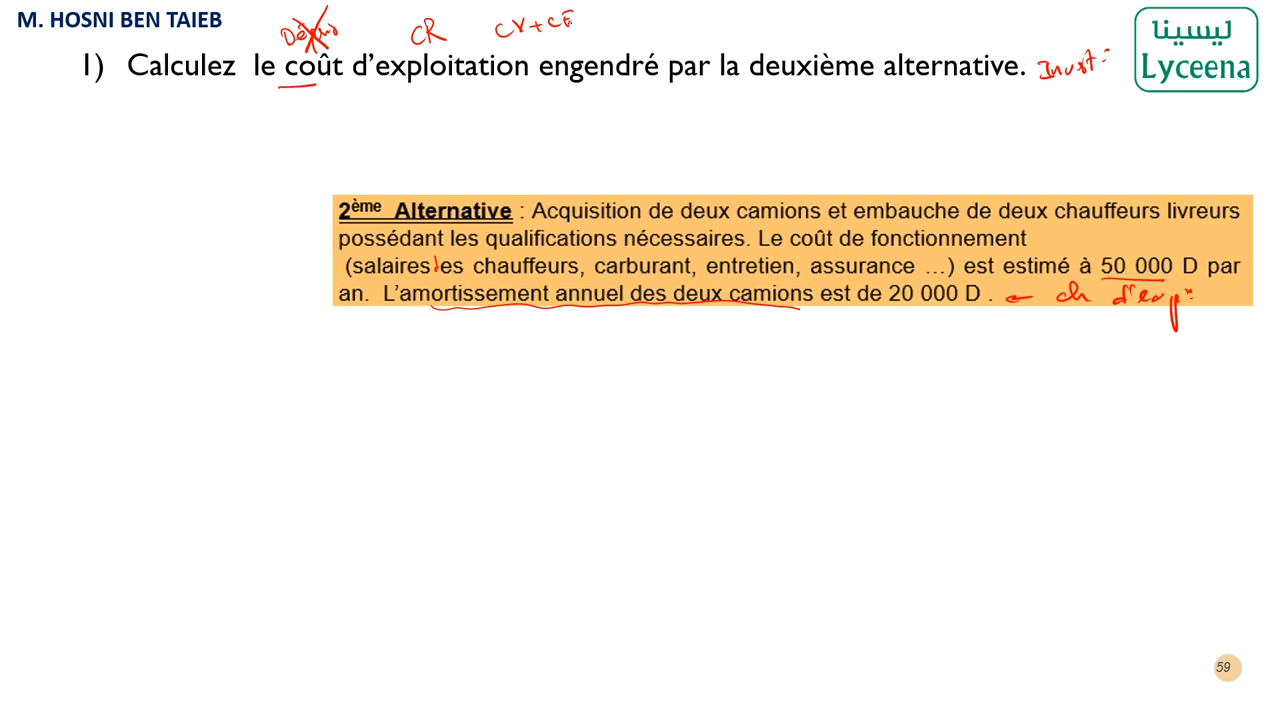 M. HOSNI BEN TAIEB
CR CV + CF
1) Calculez le coût d'exploitation engendré par la deuxième alternative.
ليسينا
Lyceena
2ème Alternative : Acquisition de deux camions et embauche de deux chauffeurs livreurs
possédant les qualifications nécessaires. Le coût de fonctionnement
(salaires des chauffeurs, carburant, entretien, assurance ...) est estimé à 50 000 D par
an. L'amortissement annuel des deux camions est de 20 000 D . ← ch d'exp°
59